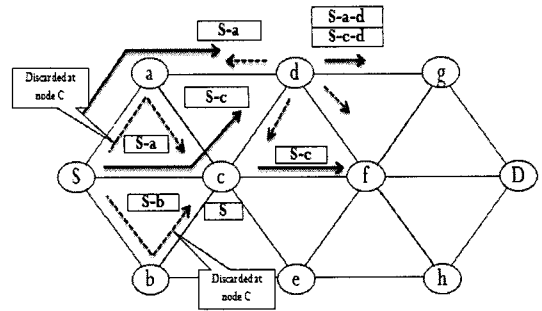 S-a
S-a-d
S-c-d
Discarded at
node C
a
d
g
S-c
S-a
S-c
S
c
f
D
S-b
S
Discarded at
node C
b
e
h